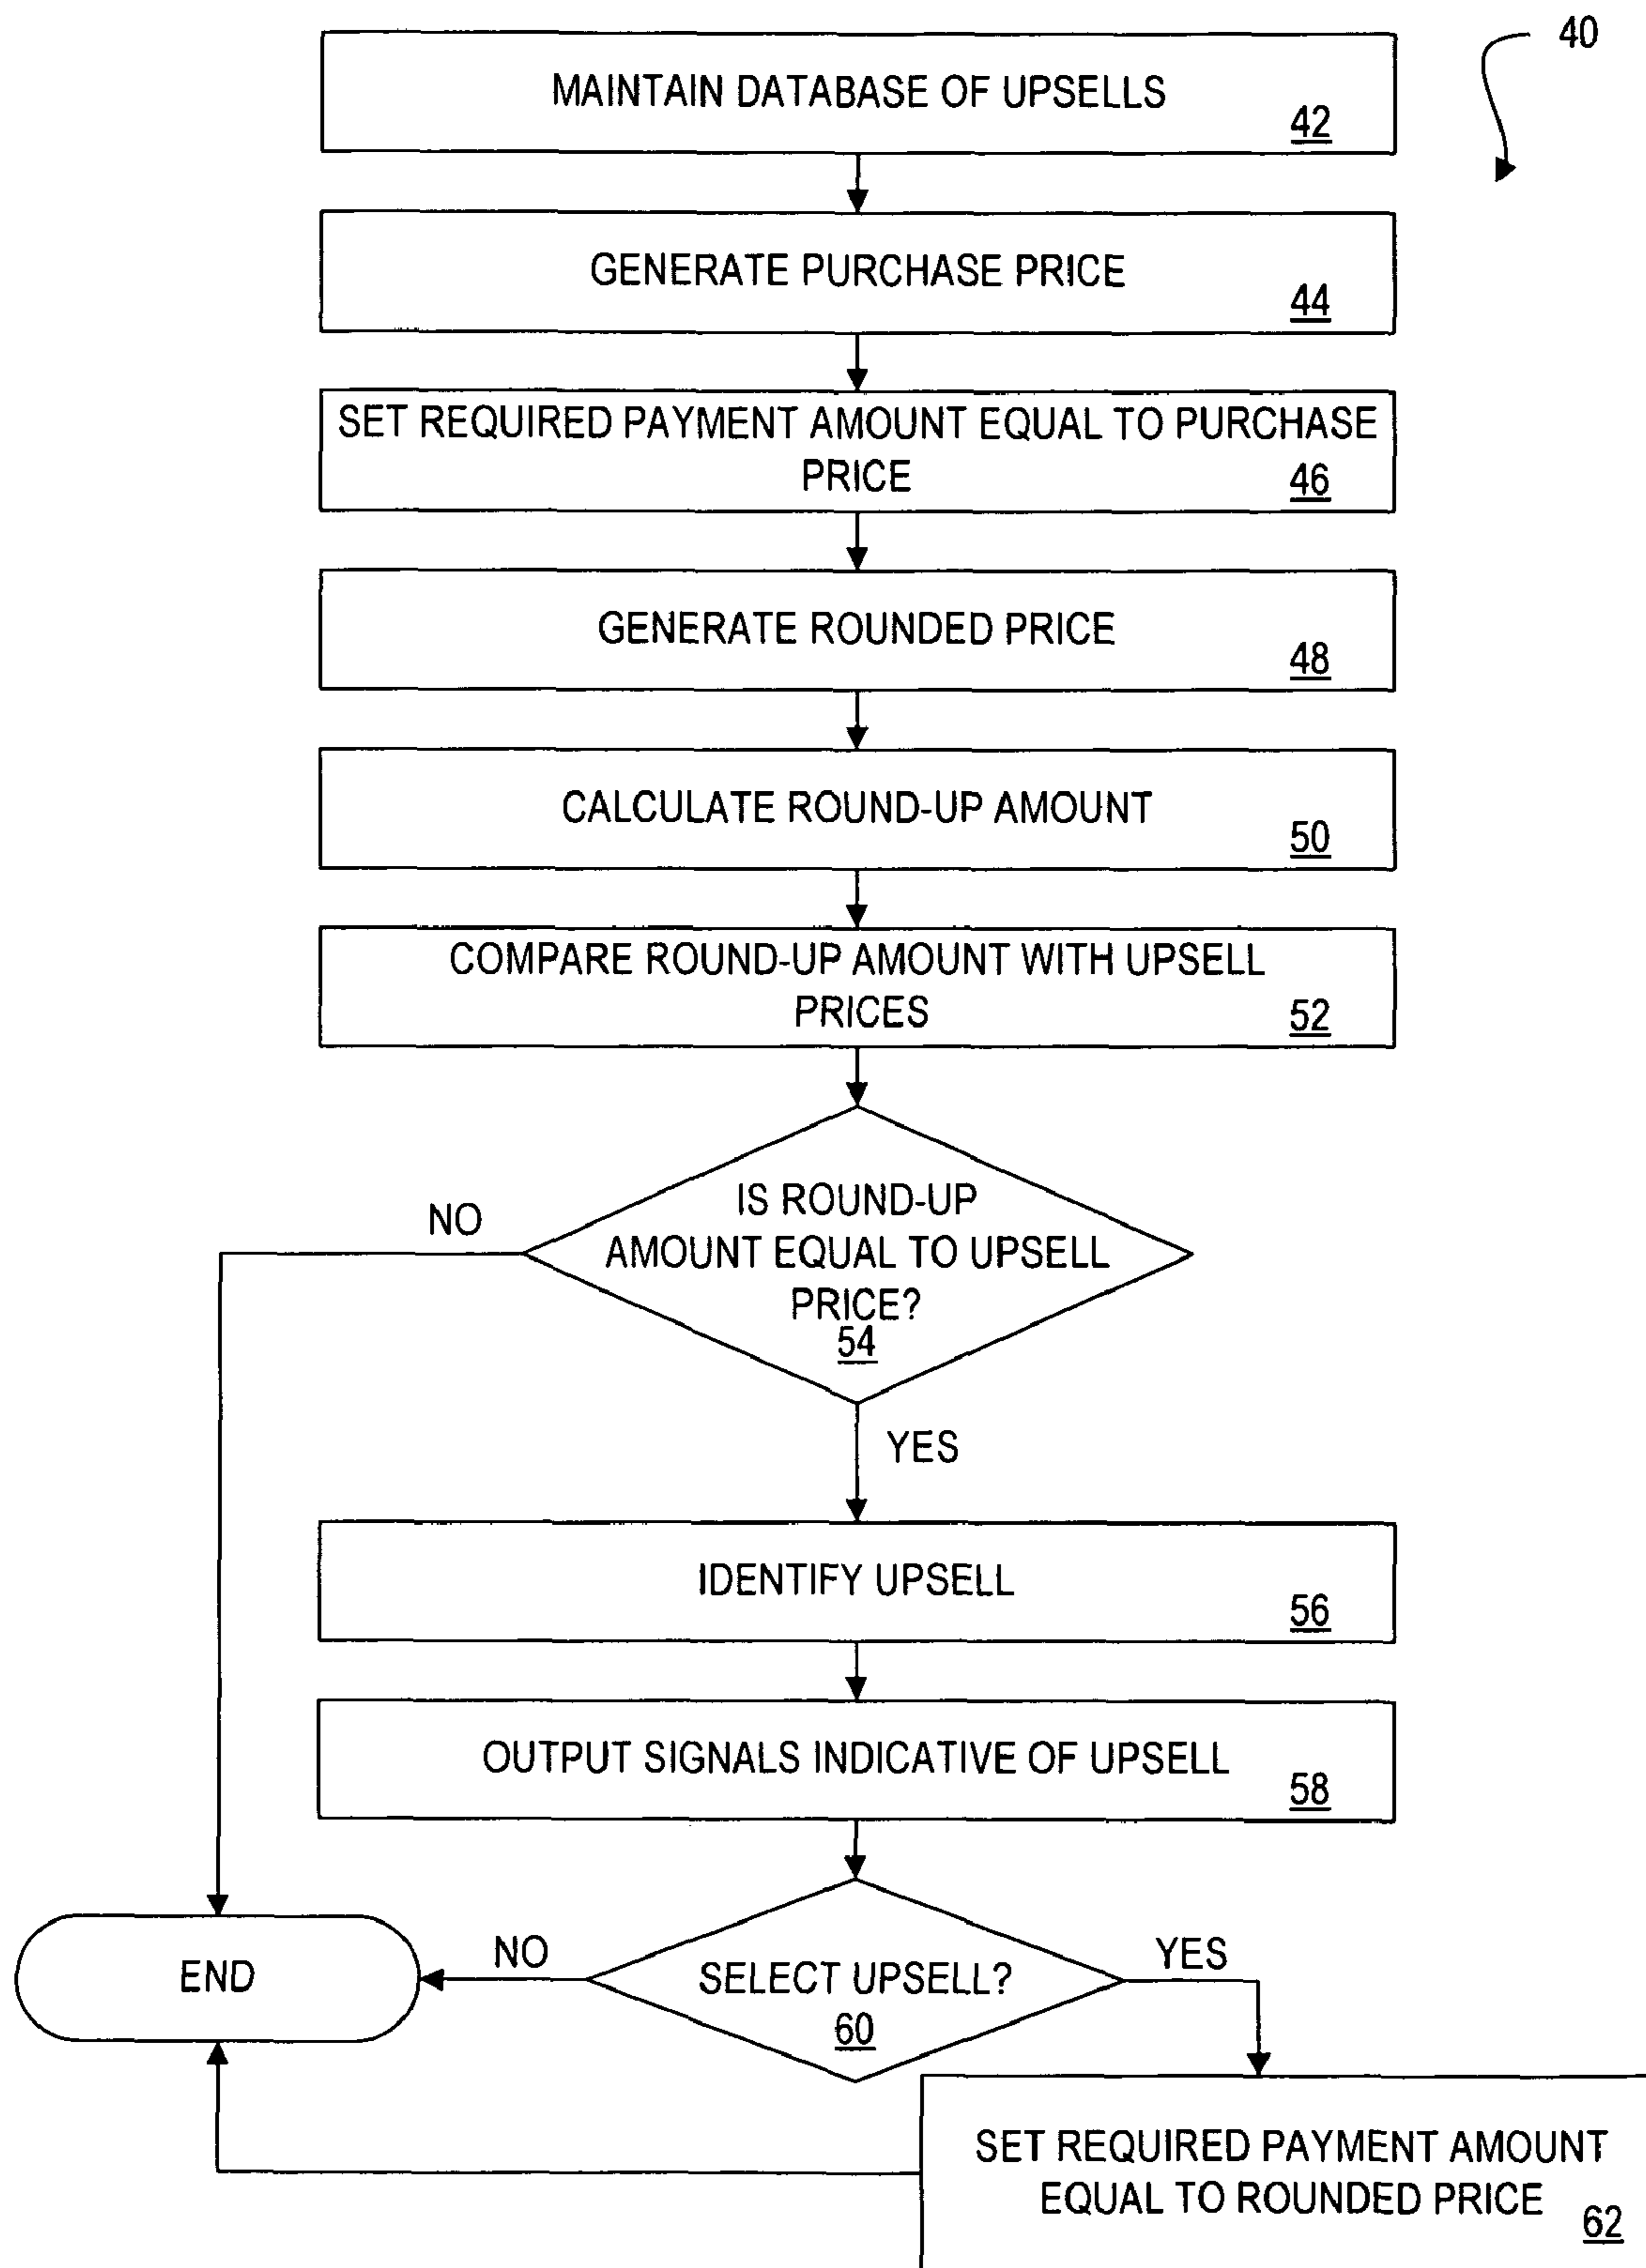 40
MAINTAIN DATABASE OF UPSELLS
42
GENERATE PURCHASE PRICE
44
SET REQUIRED PAYMENT AMOUNT EQUAL TO PURCHASE
PRICE
46
GENERATE ROUNDED PRICE
48
CALCULATE ROUND-UP AMOUNT
50
COMPARE ROUND-UP AMOUNT WITH UPSELL
PRICES
52
IS ROUND-UP
AMOUNT EQUAL TO UPSELL
PRICE?
54
NO
YES
IDENTIFY UPSELL
56
OUTPUT SIGNALS INDICATIVE OF UPSELL
58
SELECT UPSELL?
60
NO
YES
END
SET REQUIRED PAYMENT AMOUNT
EQUAL TO ROUNDED PRICE
62